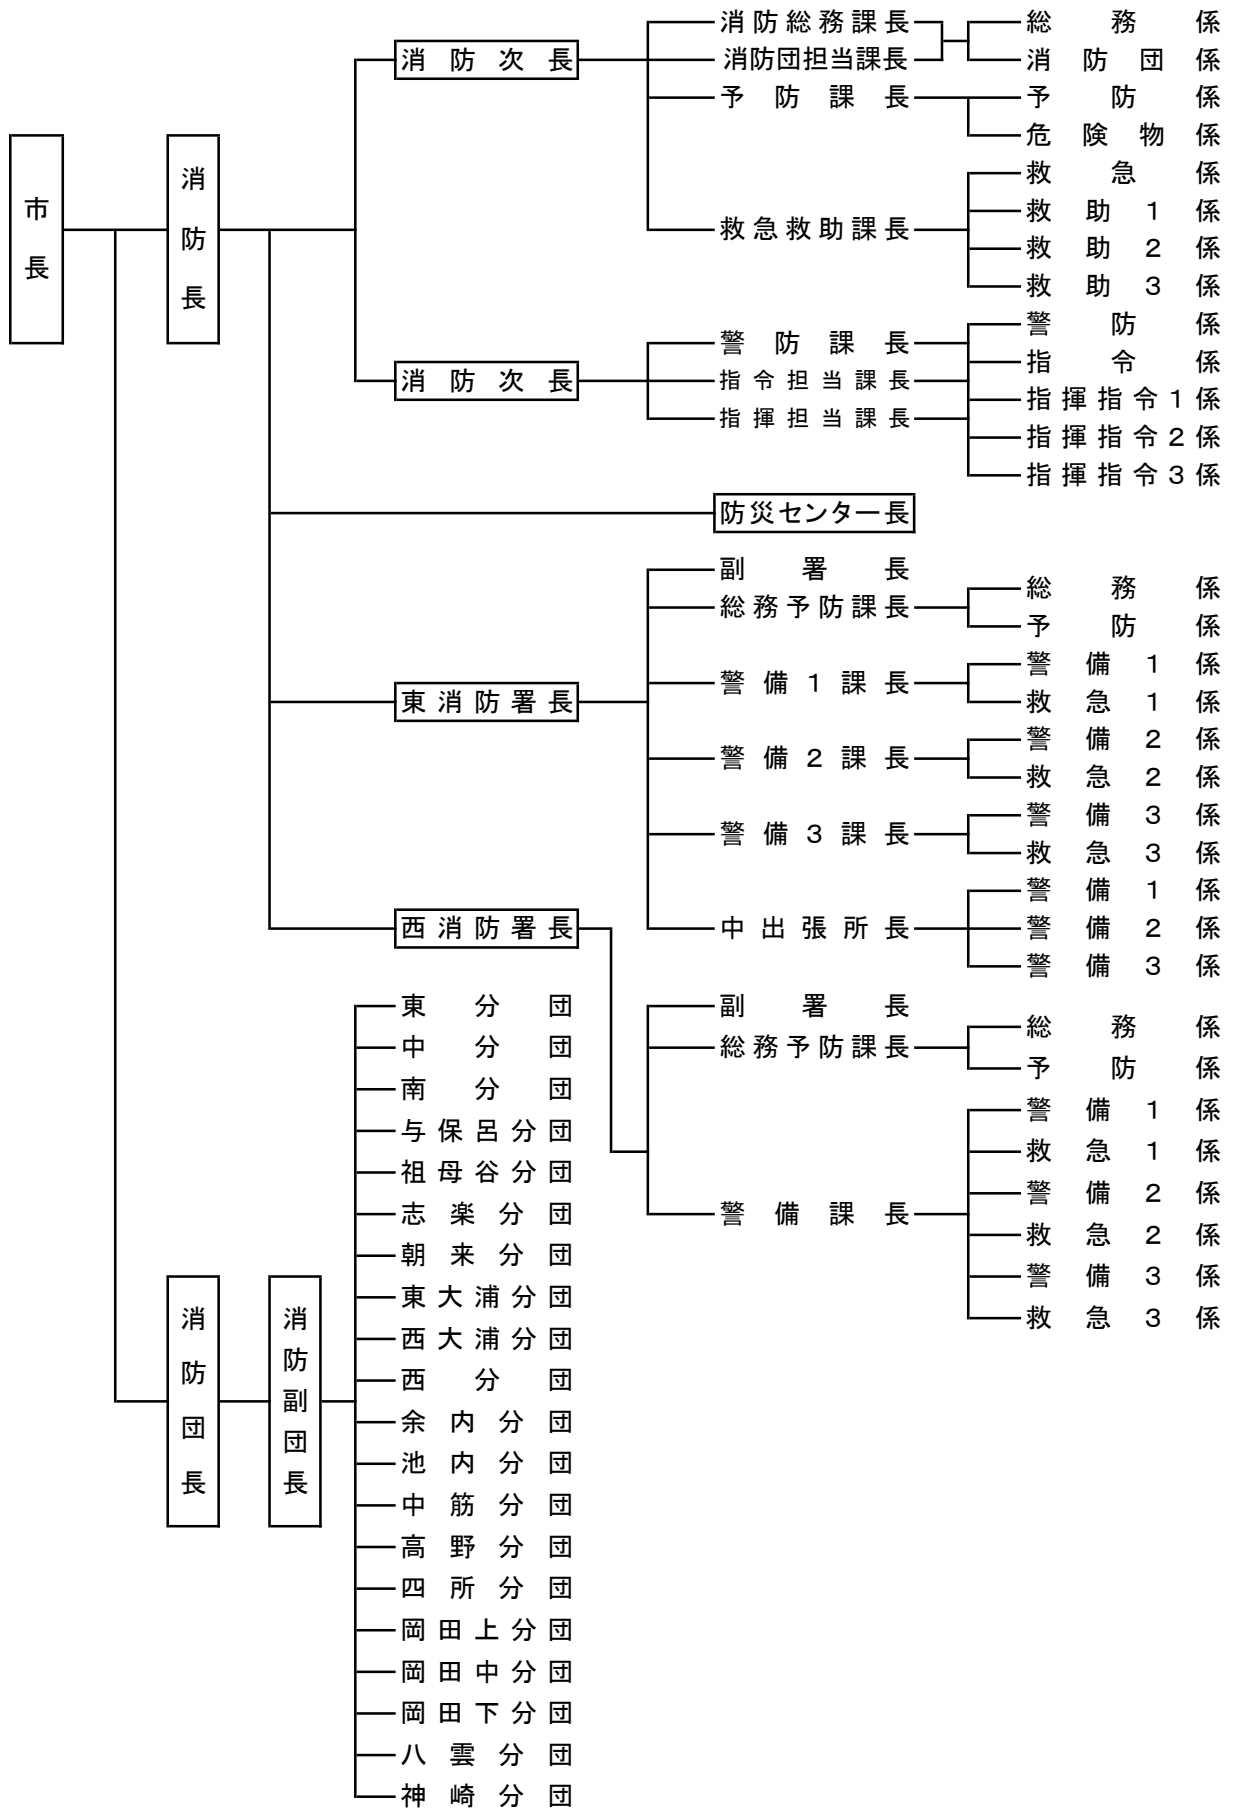 市長
消防長
消防次長
消防総務課長
消防団担当課長
総務係
消防団係
予防課長
予防係
危険物係
救急救助課長
救急係
救助１係
救助２係
救助３係
消防次長
警防課長
指令担当課長
指揮担当課長
警防係
指令係
指揮指令１係
指揮指令２係
指揮指令３係
防災センター長
東消防署長
副署長
総務予防課長
総務係
予防係
警備１課長
警備１係
救急１係
警備２課長
警備２係
救急２係
警備３課長
警備３係
救急３係
中出張所長
警備１係
警備２係
警備３係
西消防署長
副署長
総務予防課長
総務係
予防係
警備課長
警備１係
救急１係
警備２係
救急２係
警備３係
救急３係
消防団長
消防副団長
東分団
中分団
南分団
与保呂分団
祖母谷分団
志楽分団
朝来分団
東大浦分団
西大浦分団
西分団
余内分団
池内分団
中筋分団
高野分団
四所分団
岡田上分団
岡田中分団
岡田下分団
八雲分団
神崎分団